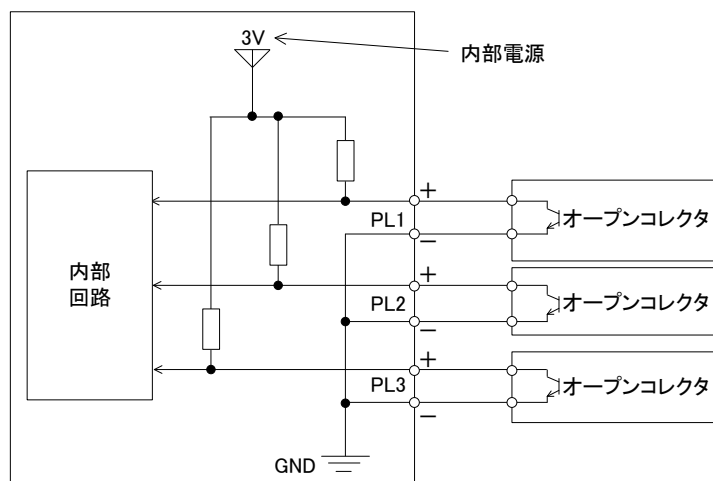 3V
内部電源
+
PL1
−
オープンコレクタ
内部
回路
+
PL2
−
オープンコレクタ
+
PL3
−
オープンコレクタ
GND